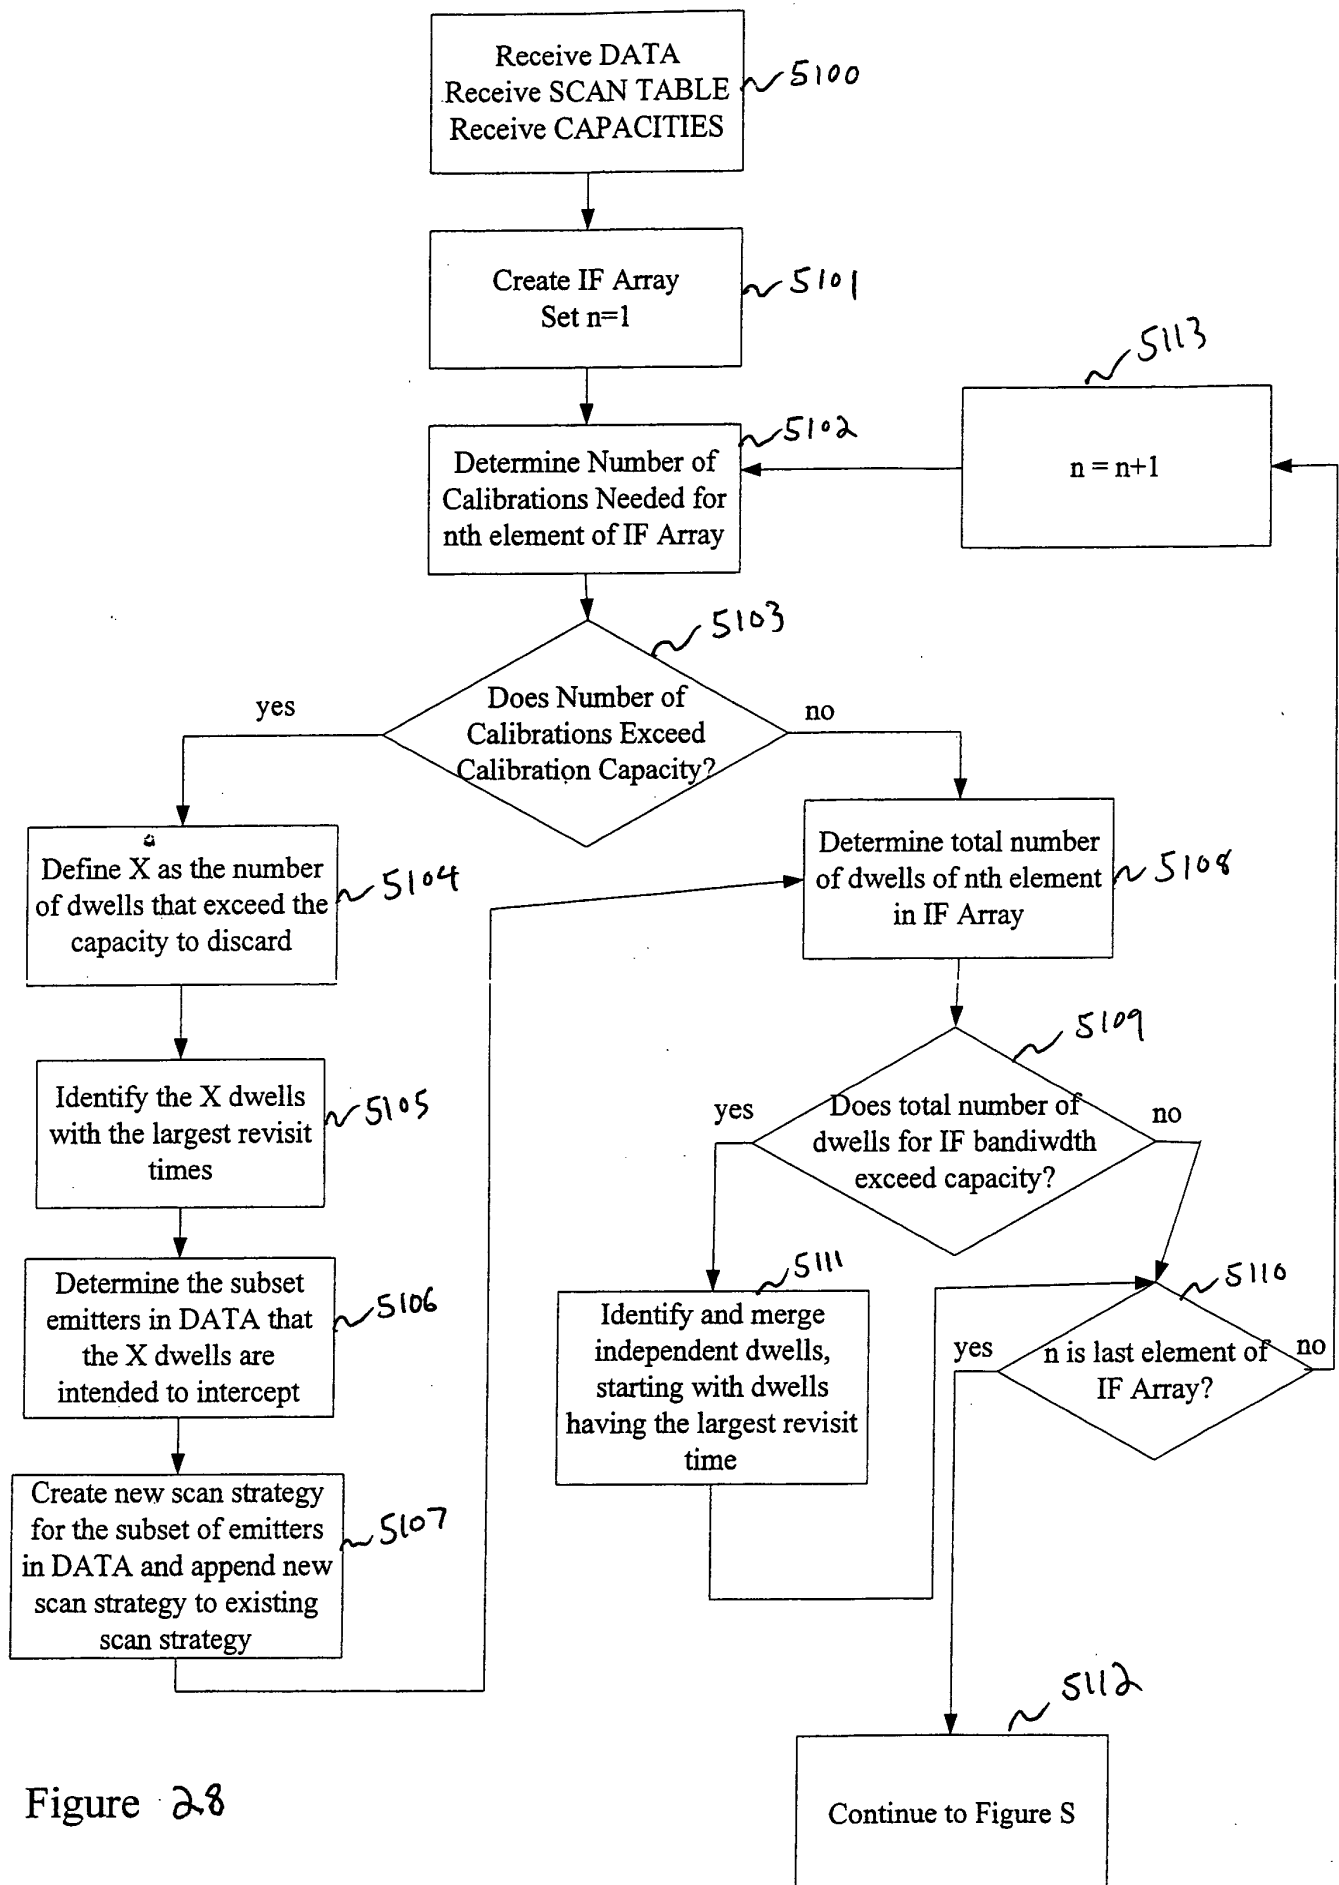 Receive DATA
Receive SCAN TABLE
Receive CAPACITIES
5100
Create IF Array
Set n=1
5101
5113
n = n+1
5102
Determine Number of
Calibrations Needed for
nth element of IF Array
5103
Does Number of
Calibrations Exceed
Calibration Capacity?
yes
no
Define X as the number
of dwells that exceed the
capacity to discard
5104
Determine total number
of dwells of nth element
in IF Array
5108
5109
Does total number of
dwells for IF bandiwdth
exceed capacity?
yes
no
Identify the X dwells
with the largest revisit
times
5105
Determine the subset
emitters in DATA that
the X dwells are
intended to intercept
5106
5111
Identify and merge
independent dwells,
starting with dwells
having the largest revisit
time
5110
n is last element of
IF Array?
yes
no
Create new scan strategy
for the subset of emitters
in DATA and append new
scan strategy to existing
scan strategy
5107
5112
Continue to Figure S
Figure 28